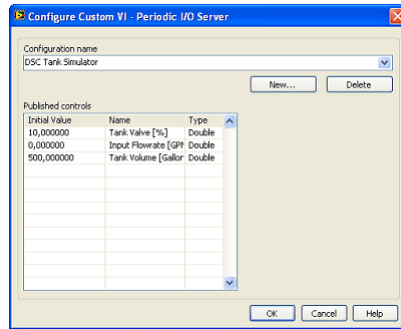 Configure Custom VI - Periodic I/O Server
Configuration name
DSC Tank Simulator
New... Delete
Published controls
Initial Value Name Type
10,000000 Tank Valve [%] Double
0,000000 Input Flowrate [GPM Double
500,000000 Tank Volume [Gallor Double
OK Cancel Help